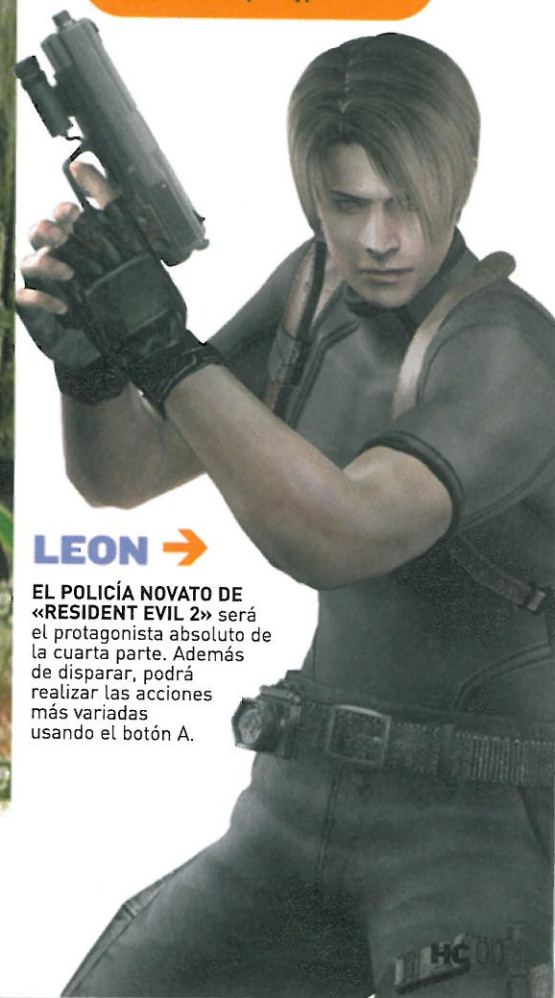 LEON
EL POLICÍA NOVATO DE
«RESIDENT EVIL 2» será
el protagonista absoluto de
la cuarta parte. Además
de disparar, podrá
realizar las acciones
más variadas
usando el botón A.
HC